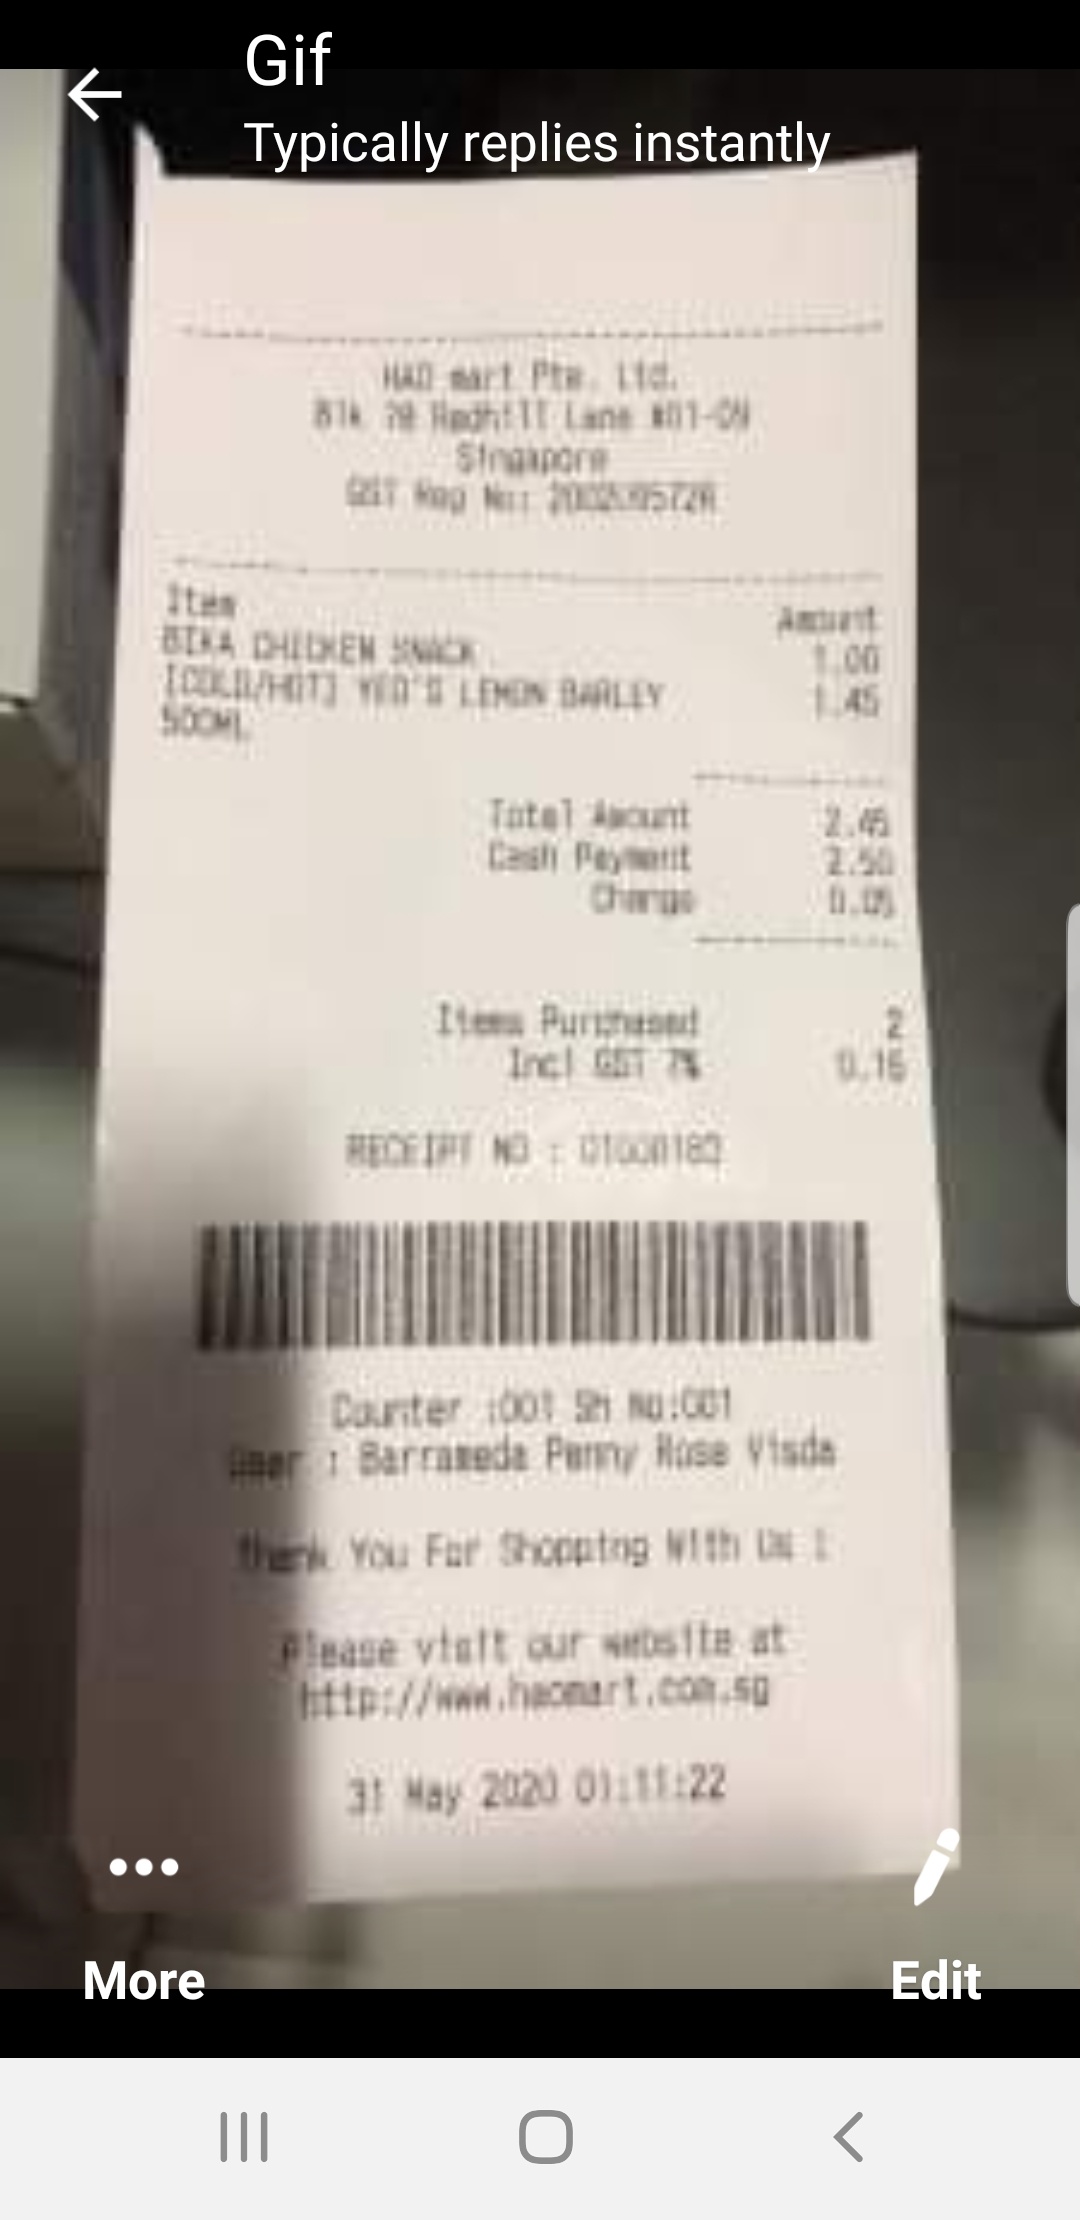 Gif
Typically replies instantly
HAO mart Pte. Ltd.
Blk Redhill Lane #01-09
Singapore
GST Reg No:
Item Amount
BIKA CHICKEN SNACK 1.00
[COLD/HOT] YEO'S LEMON BARLEY 1.45
500ML
Total Amount 2.45
Cash Payment 2.50
Change 0.05
Items Purchased 2
Incl GST 7% 0.16
RECEIPT NO :
Counter :001 Sh No:001
User : Barrameda Penny Rose Visda
Thank You For Shopping With Us !
Please visit our website at
http://www.haomart.com.sg
31 May 2020 01:11:22
More
Edit